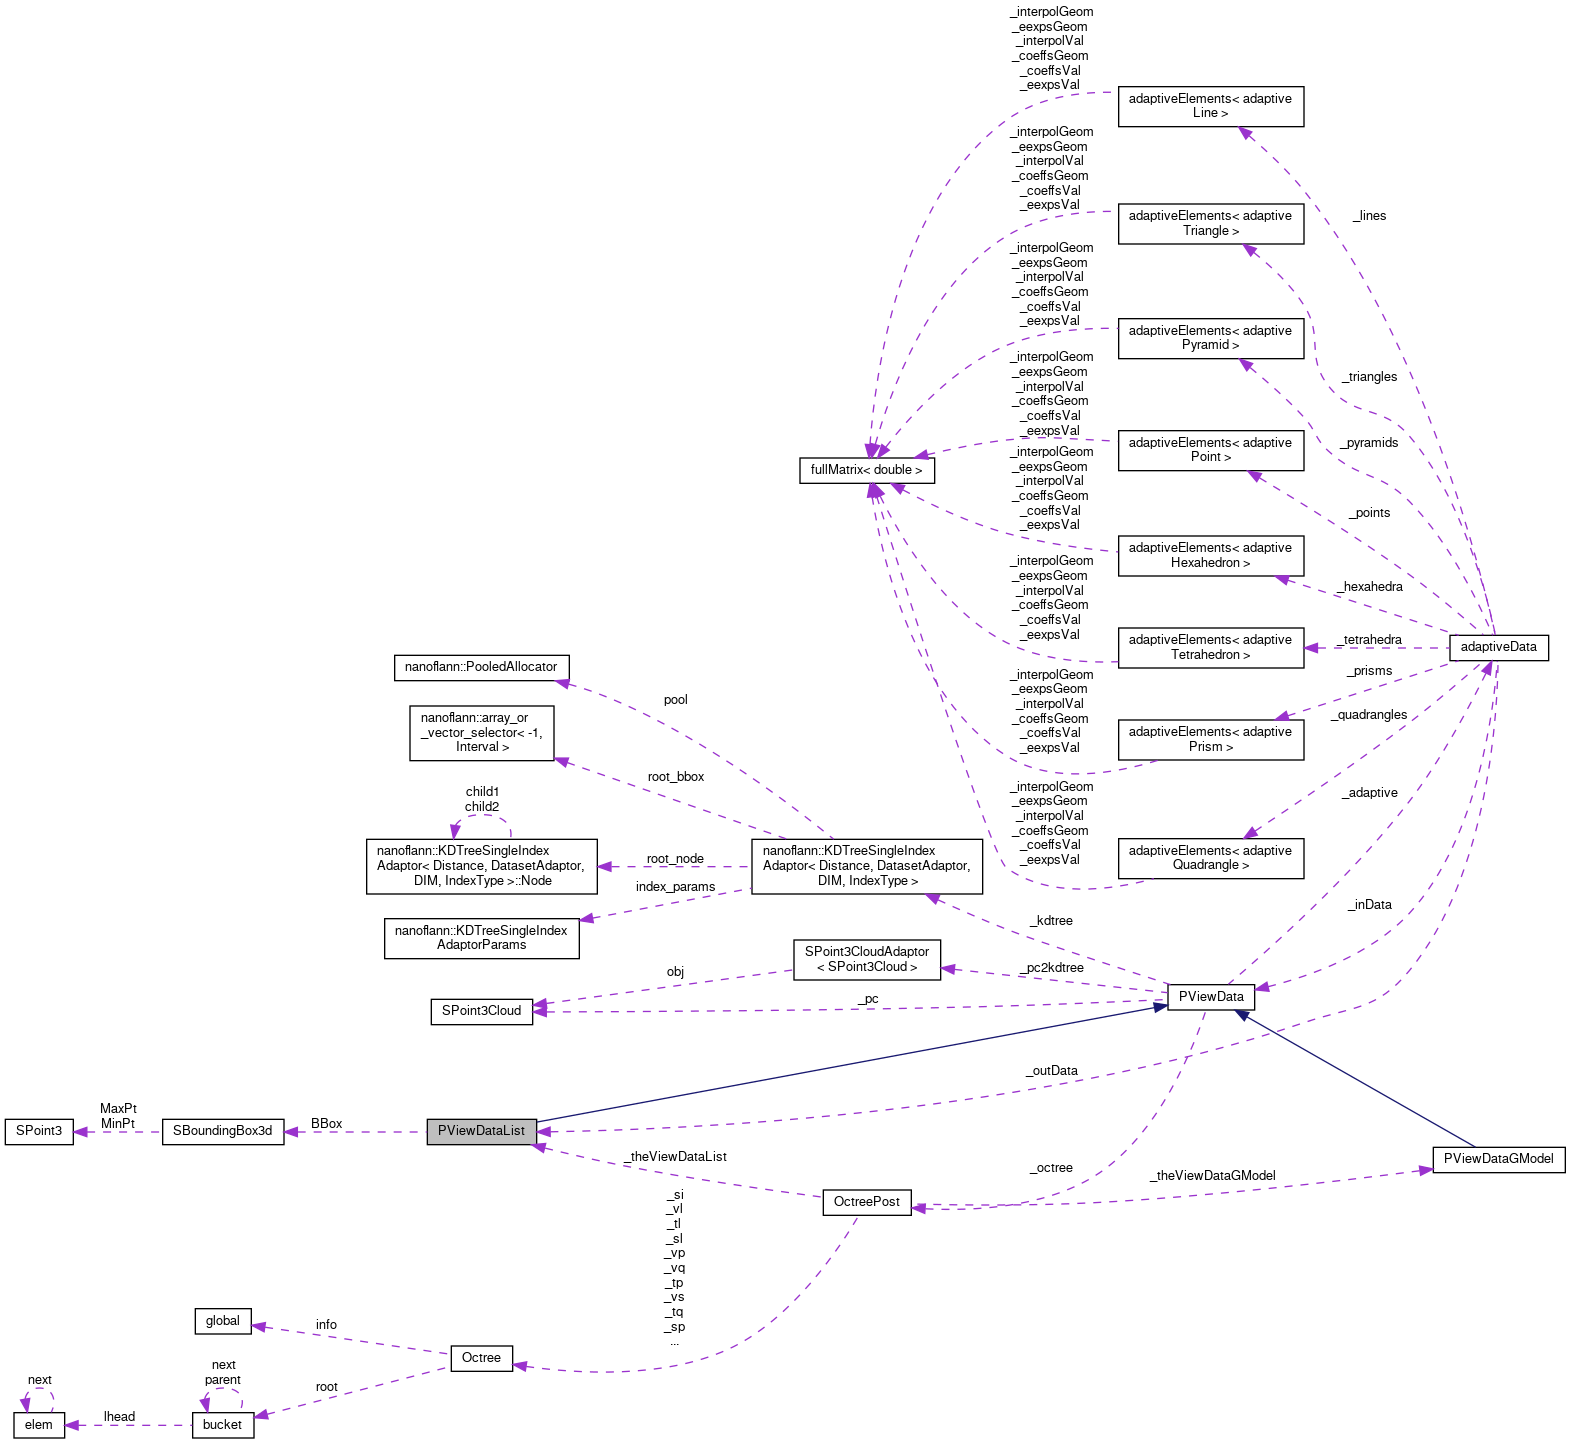 _interpolGeom
_eexpsGeom
_interpolVal
_coeffsGeom
_coeffsVal
_eexpsVal
adaptiveElements< adaptive
Line >
_interpolGeom
_eexpsGeom
_interpolVal
_coeffsGeom
_coeffsVal
_eexpsVal
adaptiveElements< adaptive
Triangle >
_lines
_interpolGeom
_eexpsGeom
_interpolVal
_coeffsGeom
_coeffsVal
_eexpsVal
adaptiveElements< adaptive
Pyramid >
_triangles
_interpolGeom
_eexpsGeom
_interpolVal
_coeffsGeom
_coeffsVal
_eexpsVal
adaptiveElements< adaptive
Point >
_pyramids
fullMatrix< double >
_interpolGeom
_eexpsGeom
_interpolVal
_coeffsGeom
_coeffsVal
_eexpsVal
_points
adaptiveElements< adaptive
Hexahedron >
_hexahedra
_interpolGeom
_eexpsGeom
_interpolVal
_coeffsGeom
_coeffsVal
_eexpsVal
adaptiveElements< adaptive
Tetrahedron >
_tetrahedra
adaptiveData
_prisms
nanoflann::PooledAllocator
pool
_interpolGeom
_eexpsGeom
_interpolVal
_coeffsGeom
_coeffsVal
_eexpsVal
_quadrangles
adaptiveElements< adaptive
Prism >
nanoflann::array_or
_vector_selector< -1,
Interval >
root_bbox
_adaptive
child1
child2
_interpolGeom
_eexpsGeom
_interpolVal
_coeffsGeom
_coeffsVal
_eexpsVal
adaptiveElements< adaptive
Quadrangle >
nanoflann::KDTreeSingleIndex
Adaptor< Distance, DatasetAdaptor,
DIM, IndexType >::Node
root_node
nanoflann::KDTreeSingleIndex
Adaptor< Distance, DatasetAdaptor,
DIM, IndexType >
index_params
_inData
nanoflann::KDTreeSingleIndex
AdaptorParams
_kdtree
SPoint3CloudAdaptor
< SPoint3Cloud >
_pc2kdtree
obj
_pc
PViewData
SPoint3Cloud
_outData
MaxPt
MinPt
SPoint3
SBoundingBox3d
BBox
PViewDataList
_theViewDataList
_octree
_theViewDataGModel
PViewDataGModel
OctreePost
_si
_vl
_tl
_sl
_vp
_vq
_tp
_vs
_tq
_sp
...
global
info
Octree
next
next
parent
root
elem
lhead
bucket